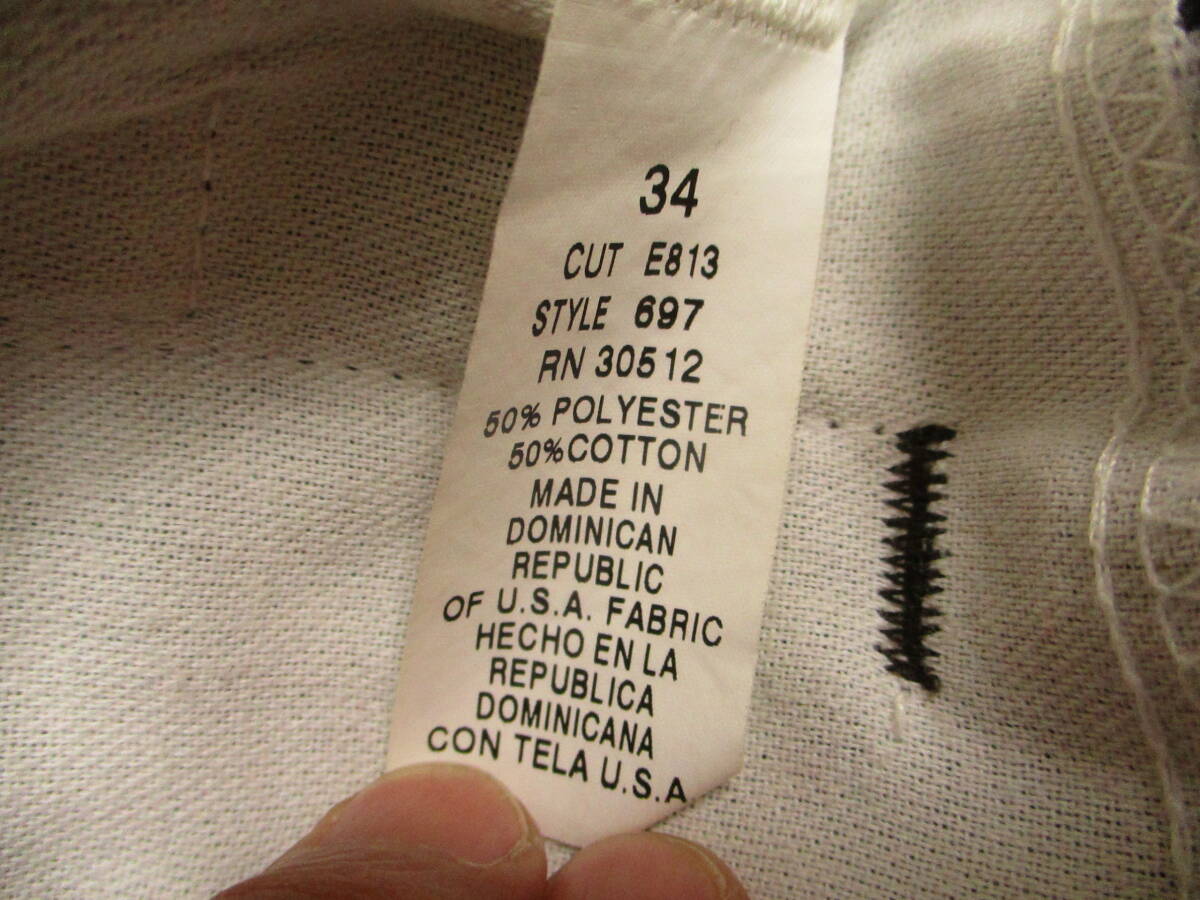 34
CUT E813
STYLE 697
RN 30512
50% POLYESTER
50%COTTON
MADE IN
DOMINICAN
REPUBLIC
OF U.S.A. FABRIC
HECHO EN LA
REPUBLICA
DOMINICANA
CON TELA U.S.A